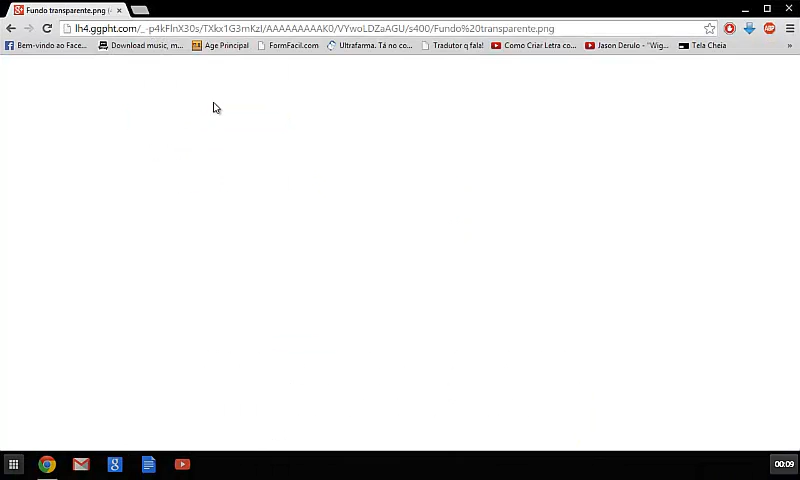 Fundo transparente.png (4
lh4.ggpht.com/_-p4kFlnX30s/TXkx1G3mKzI/AAAAAAAAAK0/VYwoLDZaAGU/s400/Fundo%20transparente.png
Bem-vindo ao Face... Download music, m... Age Principal FormFacil.com Ultrafarma. Tá no co... Tradutor q fala! Como Criar Letra co... Jason Derulo - "Wig... Tela Cheia »
00:09